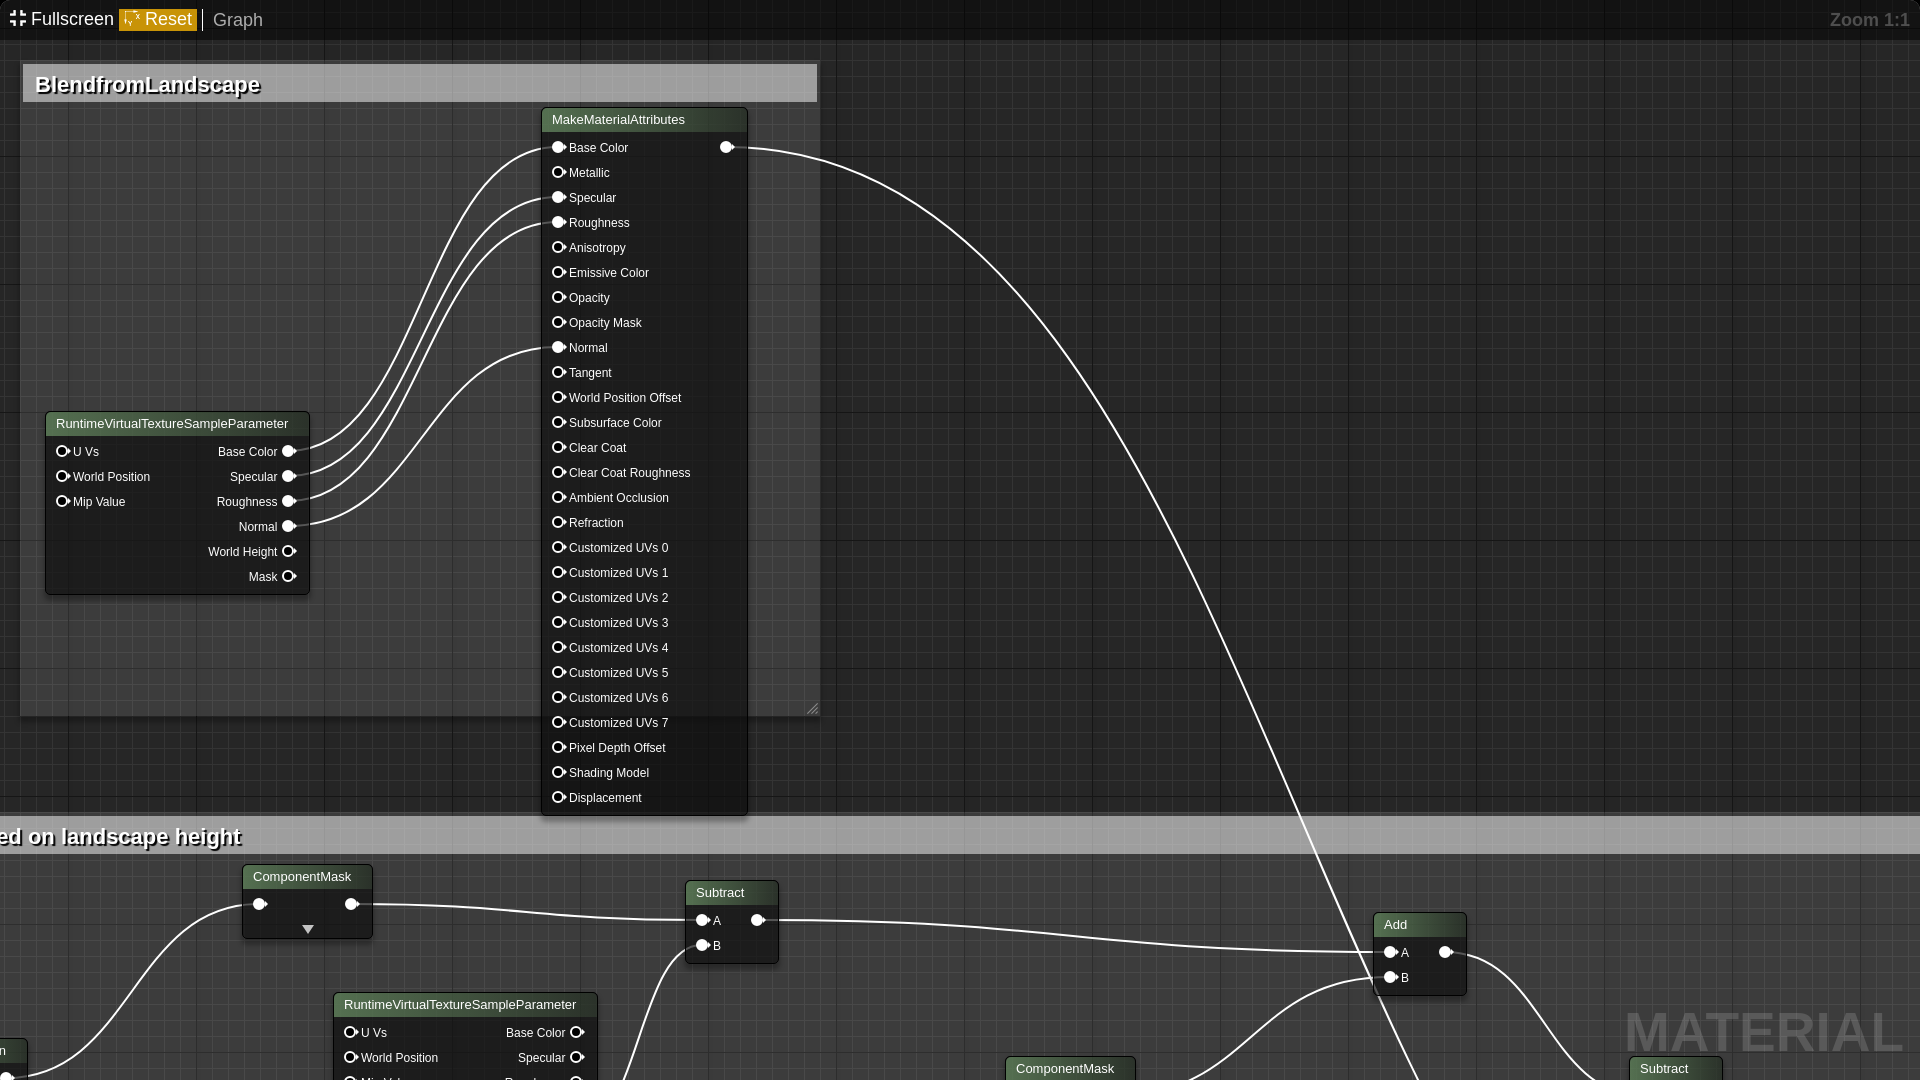 Fullscreen Reset Graph Zoom 1:1
BlendfromLandscape
MakeMaterialAttributes
Base Color
Metallic
Specular
Roughness
Anisotropy
Emissive Color
Opacity
Opacity Mask
Normal
Tangent
World Position Offset
Subsurface Color
Clear Coat
Clear Coat Roughness
Ambient Occlusion
Refraction
Customized UVs 0
Customized UVs 1
Customized UVs 2
Customized UVs 3
Customized UVs 4
Customized UVs 5
Customized UVs 6
Customized UVs 7
Pixel Depth Offset
Shading Model
Displacement
RuntimeVirtualTextureSampleParameter
U Vs Base Color
World Position Specular
Mip Value Roughness
Normal
World Height
Mask
ed on landscape height
ComponentMask
Subtract
A
B
Add
A
B
RuntimeVirtualTextureSampleParameter
U Vs Base Color
World Position Specular
n
ComponentMask
Subtract
MATERIAL